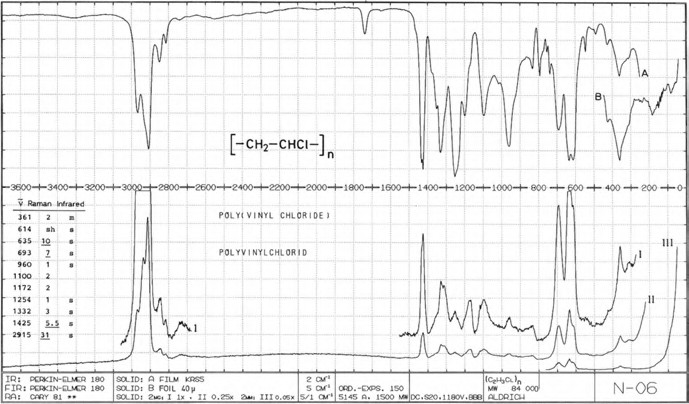 A
B
[-CH2-CHCl-]n
3600 3400 3200 3000 2800 2600 2400 2200 2000 1800 1600 1400 1200 1000 800 600 400 200 0
ν̄ Raman Infrared
361 2 m
614 sh s
635 10 s
693 7 s
960 1 s
1100 2
1172 2
1254 1 s
1332 3 s
1425 5.5 s
2915 31 s
POLY(VINYL CHLORIDE)
POLYVINYLCHLORID
I
I
II
III
IR: PERKIN-ELMER 180 SOLID: A FILM KRS5 2 CM-1 (C2H3CL)n
FIR: PERKIN-ELMER 180 SOLID: B FOIL 40µ 5 CM-1 ORD.-EXPS. 150 MW 84 000
RA: CARY 81 ** SOLID: 2MG I 1x . II 0.25x 2MG III 0.05x 5/1 CM-1 5145 A. 1500 MW DC.S20.1180V.BBB ALDRICH
N-06